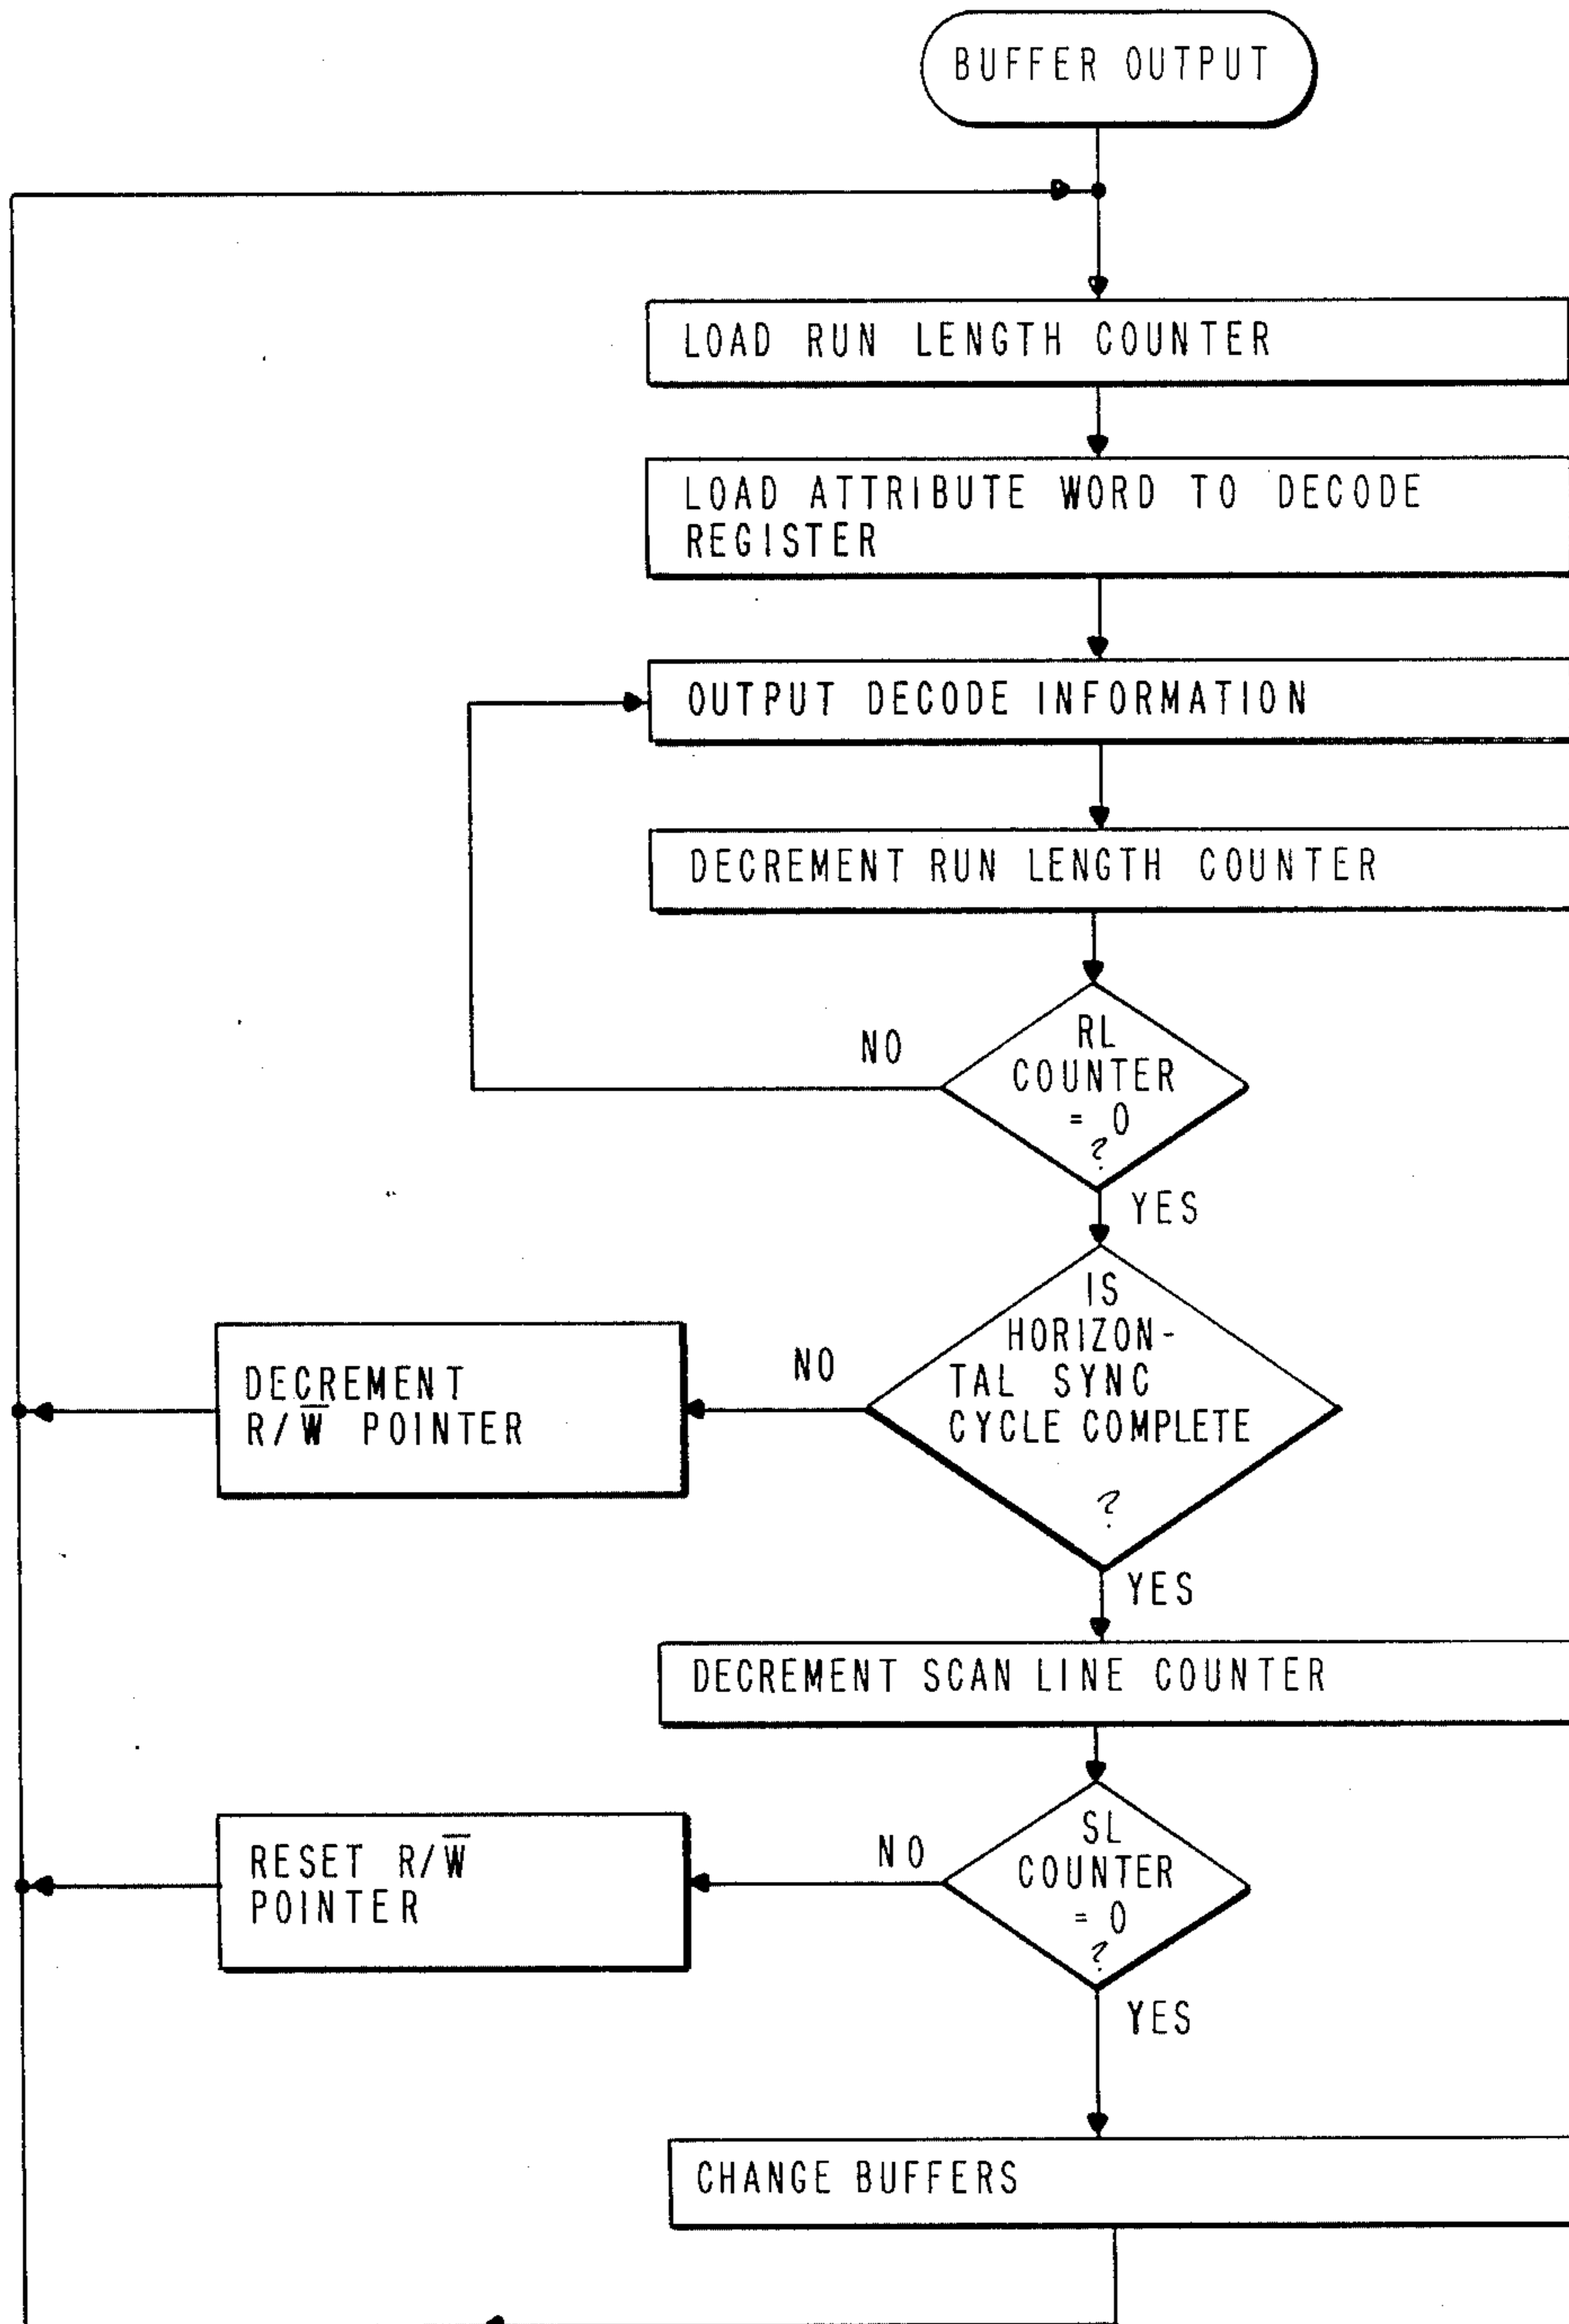 BUFFER OUTPUT
LOAD RUN LENGTH COUNTER
LOAD ATTRIBUTE WORD TO DECODE
REGISTER
OUTPUT DECODE INFORMATION
DECREMENT RUN LENGTH COUNTER
NO
RL
COUNTER
= 0
?
YES
IS
HORIZON-
TAL SYNC
CYCLE COMPLETE
?
NO
DECREMENT
R/W̅ POINTER
YES
DECREMENT SCAN LINE COUNTER
SL
COUNTER
= 0
?
NO
RESET R/W̅
POINTER
YES
CHANGE BUFFERS